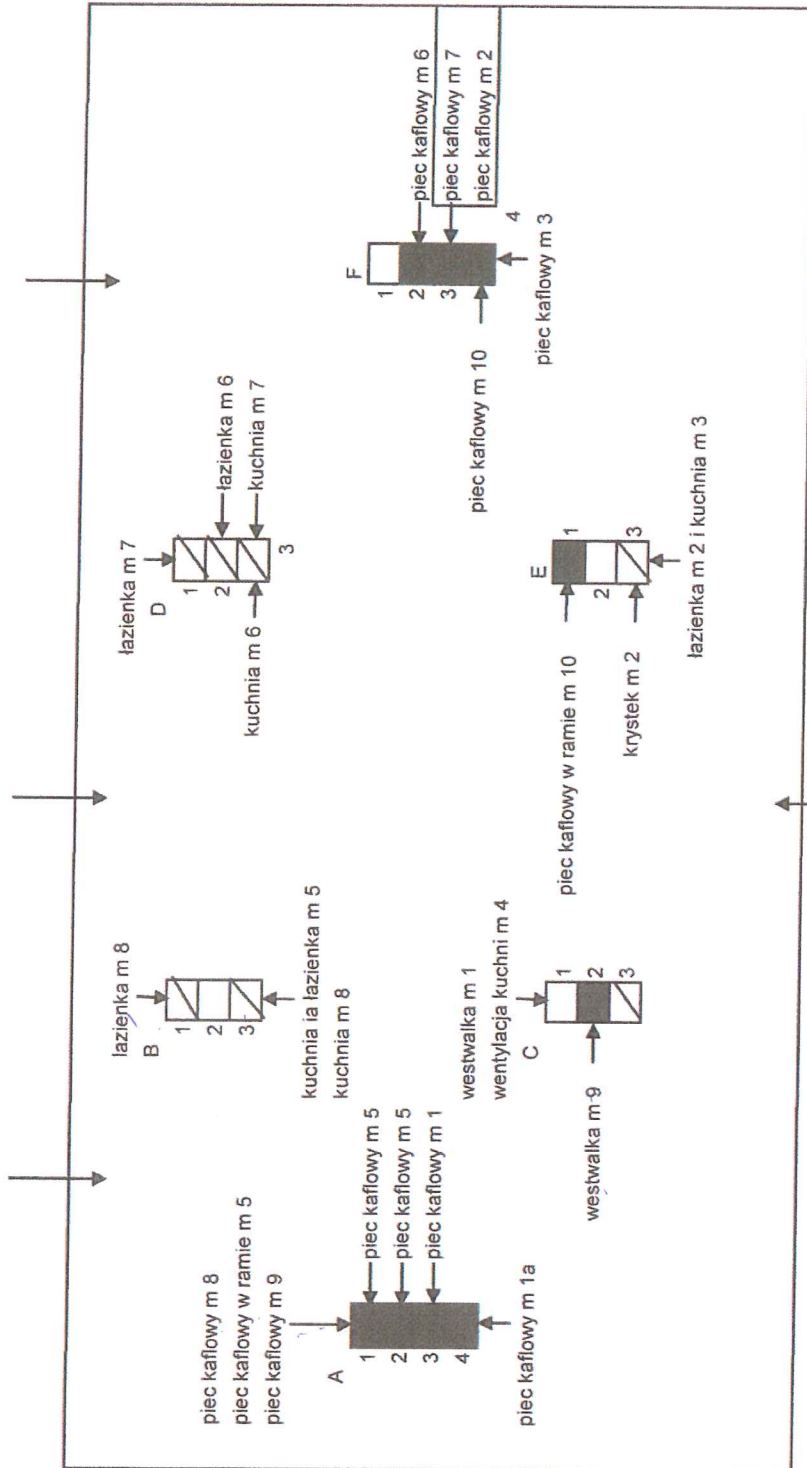 piec kaflowy m 8
piec kaflowy w ramie m 5
piec kaflowy m 9
A
1
2
3
4
piec kaflowy m 5
piec kaflowy m 5
piec kaflowy m 1
piec kaflowy m 1a
łazienka m 8
B
1
2
3
kuchnia ia łazienka m 5
kuchnia m 8
westwalka m 1
wentylacja kuchni m 4
C
1
2
3
westwalka m 9
łazienka m 7
D
1
2
3
łazienka m 6
kuchnia m 7
kuchnia m 6
piec kaflowy w ramie m 10
E
1
2
3
krystek m 2
łazienka m 2 i kuchnia m 3
F
1
2
3
4
piec kaflowy m 6
piec kaflowy m 7
piec kaflowy m 2
piec kaflowy m 10
piec kaflowy m 3